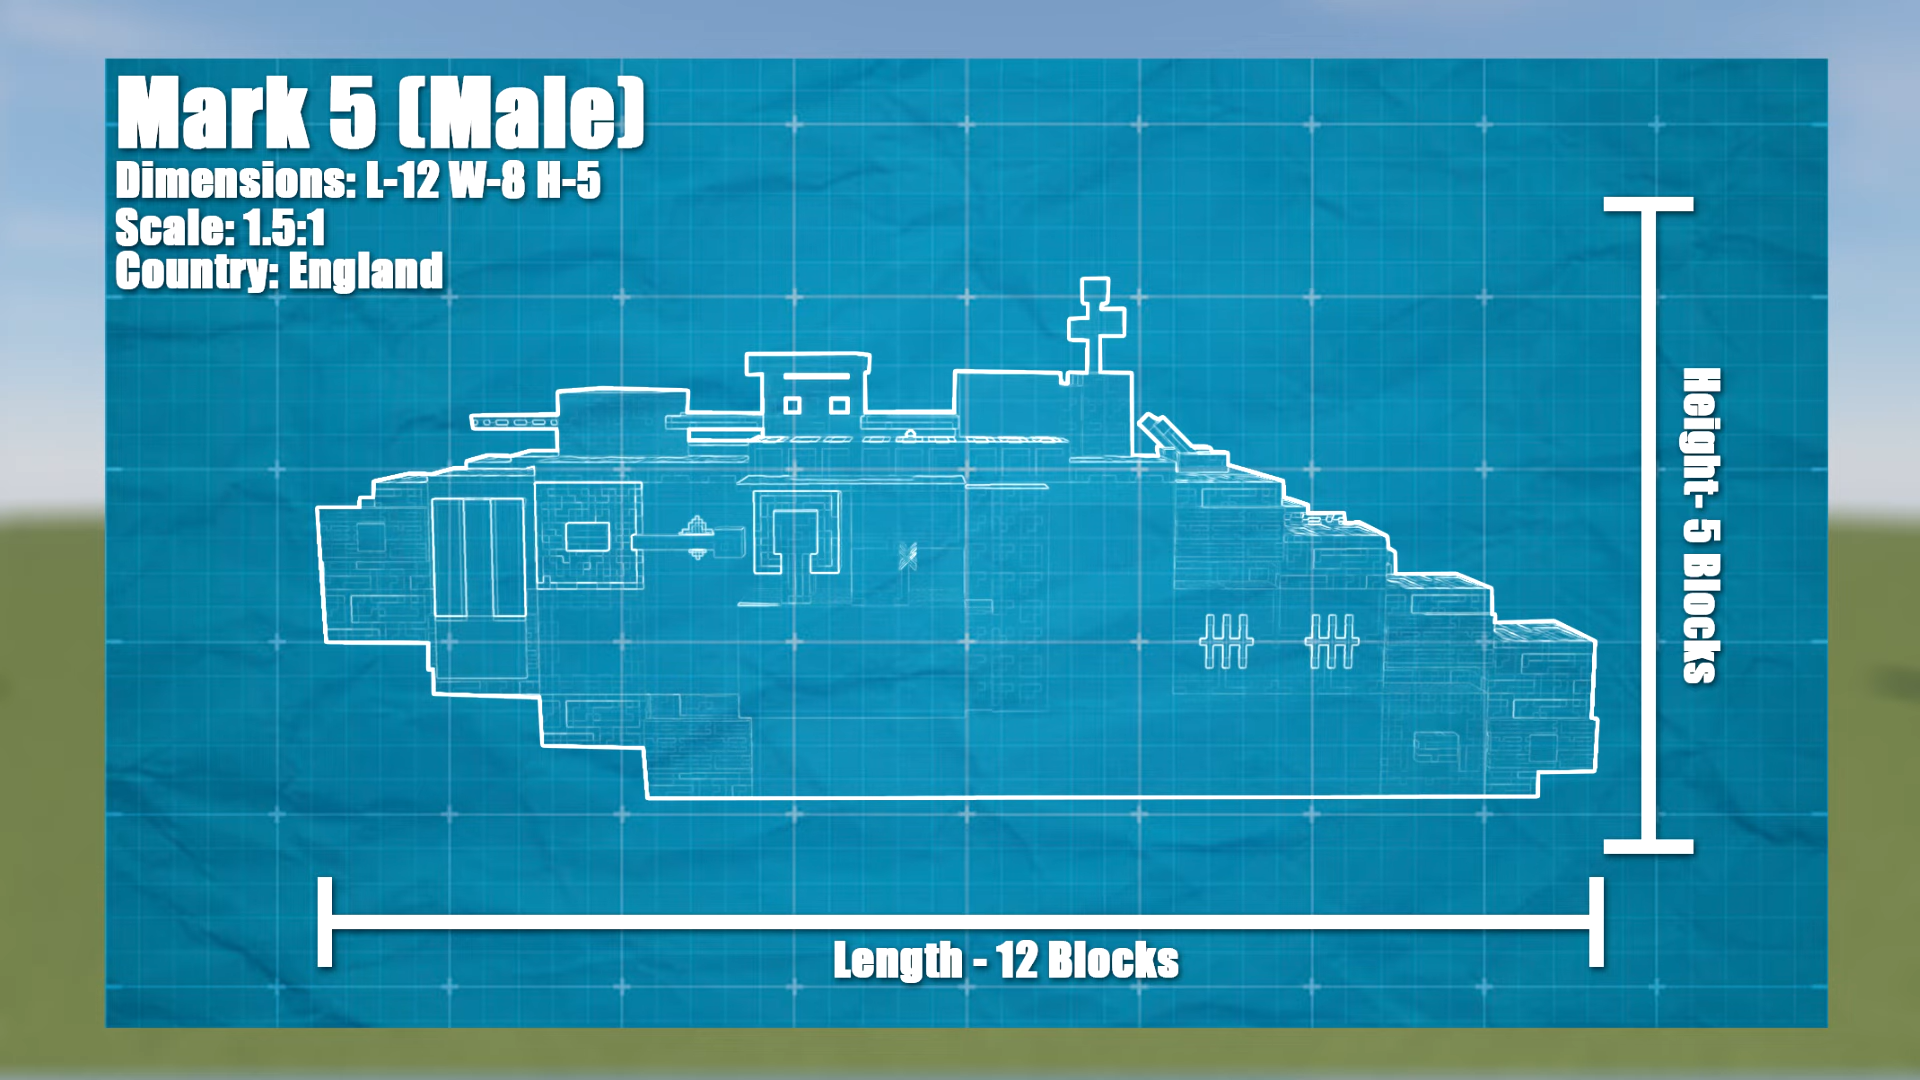 Mark 5 (Male)
Dimensions: L-12 W-8 H-5
Scale: 1.5:1
Country: England
Height- 5 Blocks
Length - 12 Blocks